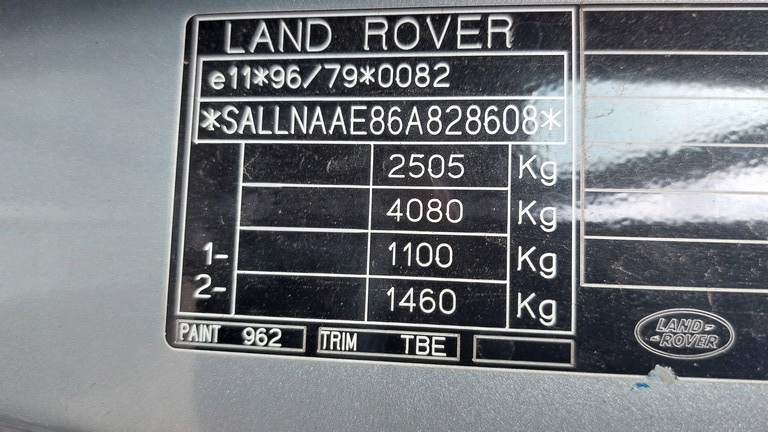 LAND ROVER
e11*96/79*0082
*SALLNAAE86A828608*
2505 Kg
4080 Kg
1- 1100 Kg
2- 1460 Kg
PAINT 962 TRIM TBE
LAND-
-ROVER